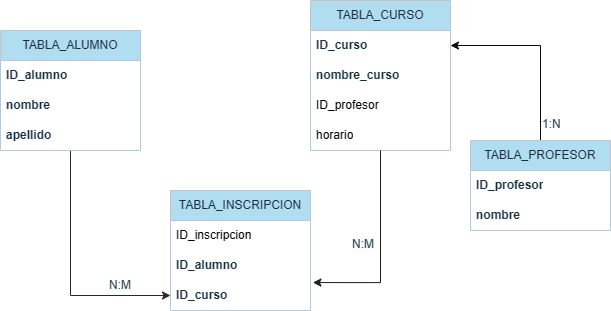 TABLA_ALUMNO
ID_alumno
nombre
apellido
TABLA_CURSO
ID_curso
nombre_curso
ID_profesor
horario
1:N
TABLA_PROFESOR
ID_profesor
nombre
TABLA_INSCRIPCION
ID_inscripcion
ID_alumno
ID_curso
N:M
N:M